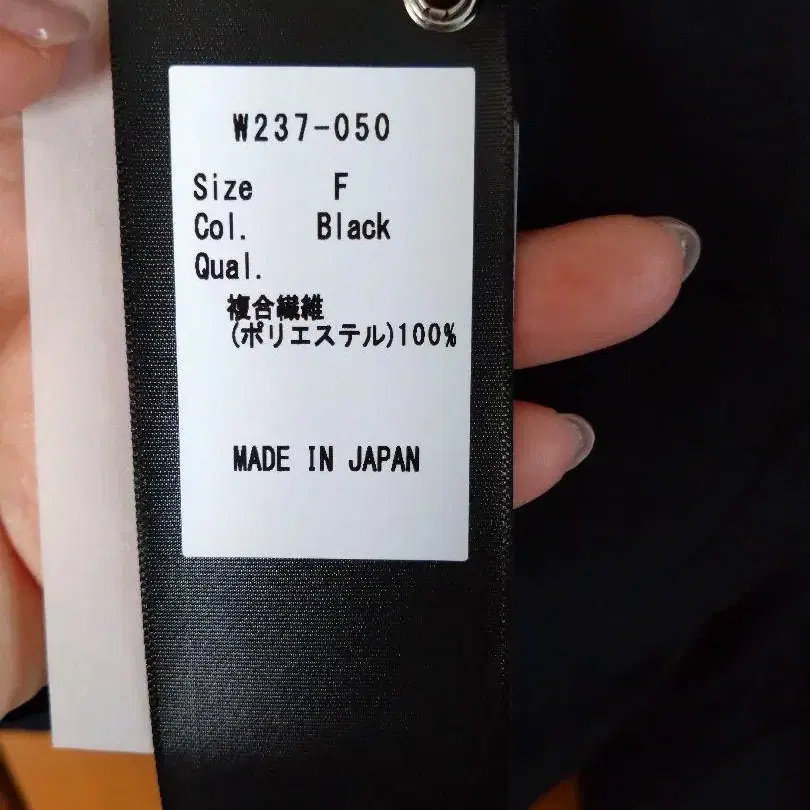 W237-050
Size F
Col. Black
Qual.
複合繊維
(ポリエステル)100%
MADE IN JAPAN